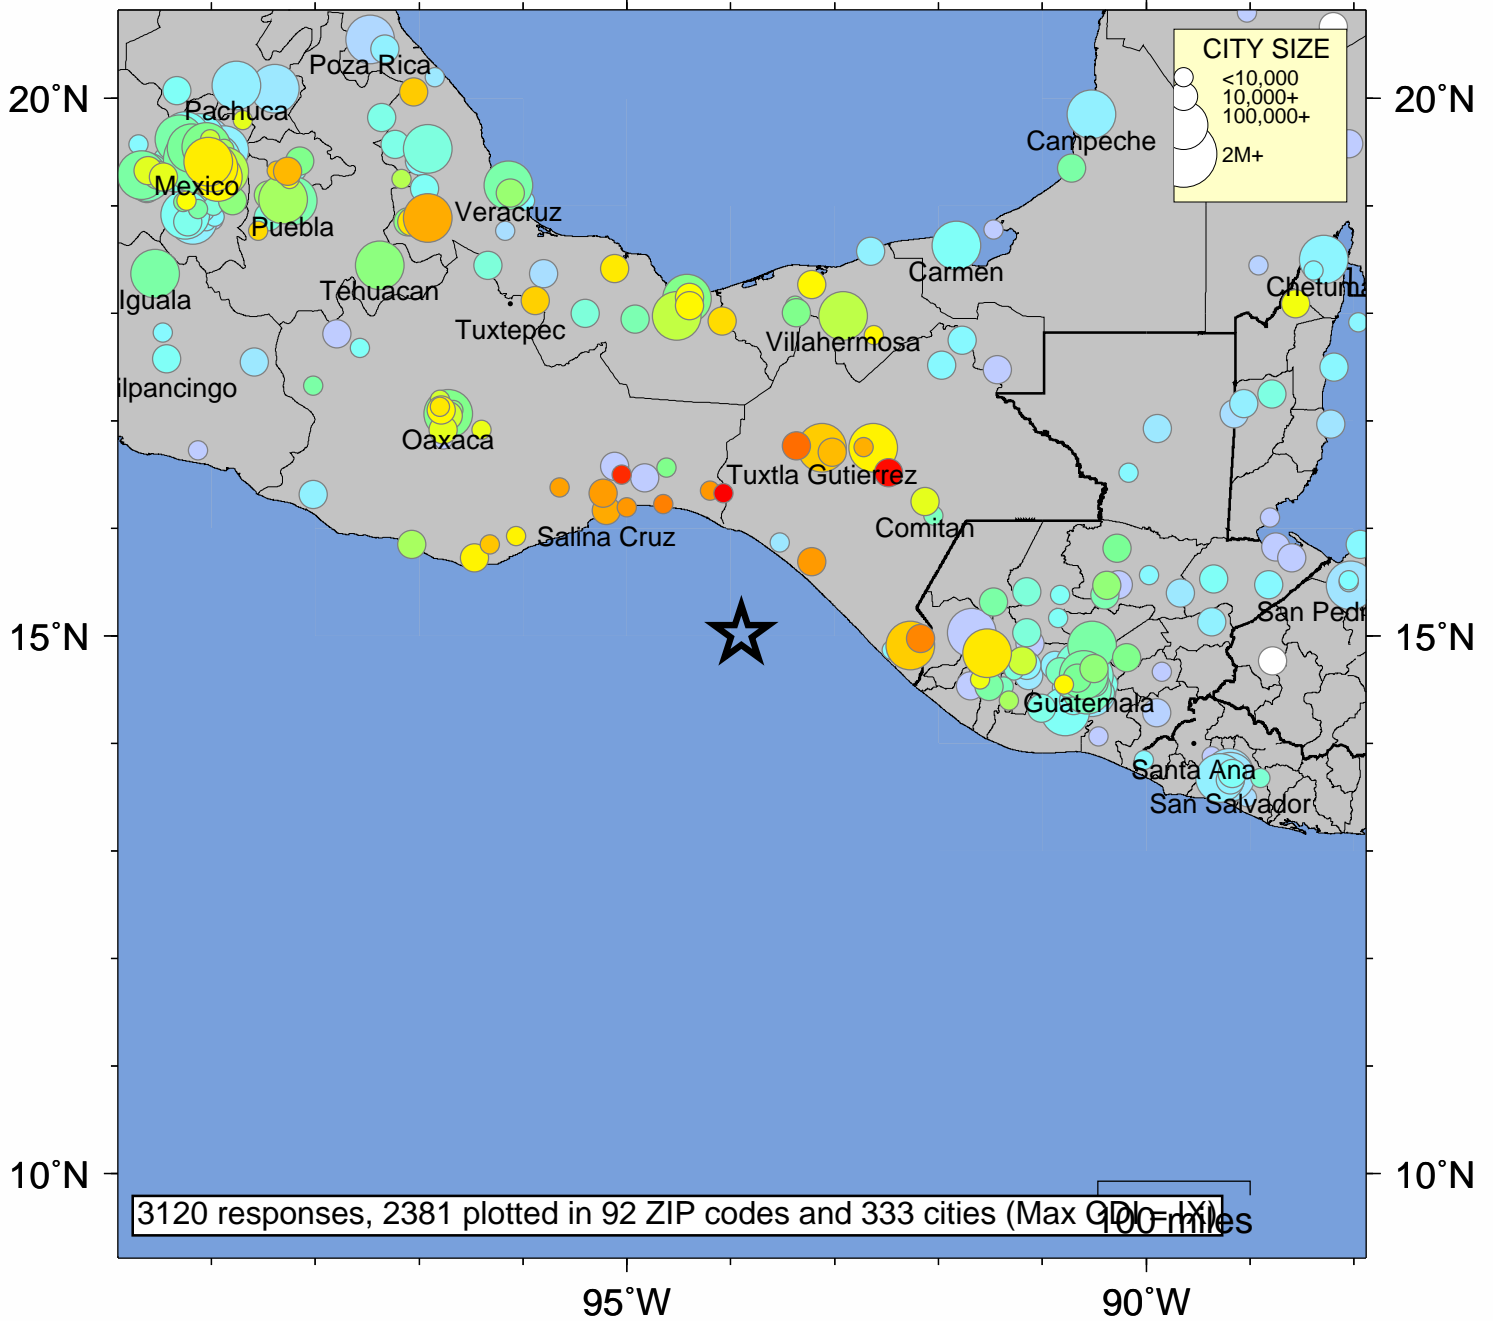 CITY SIZE
<10,000
10,000+
100,000+
2M+
20˚N
20˚N
Poza Rica
Pachuca
Campeche
Mexico
Veracruz
Puebla
Carmen
Chetuma
Iguala
Tehuacan
Tuxtepec
Villahermosa
ilpancingo
Oaxaca
Tuxtla Gutierrez
Salina Cruz
Comitan
San Pedr
15˚N
15˚N
Guatemala
Santa Ana
San Salvador
10˚N
10˚N
3120 responses, 2381 plotted in 92 ZIP codes and 333 cities (Max CDI = IX)
100 miles
95˚W
90˚W